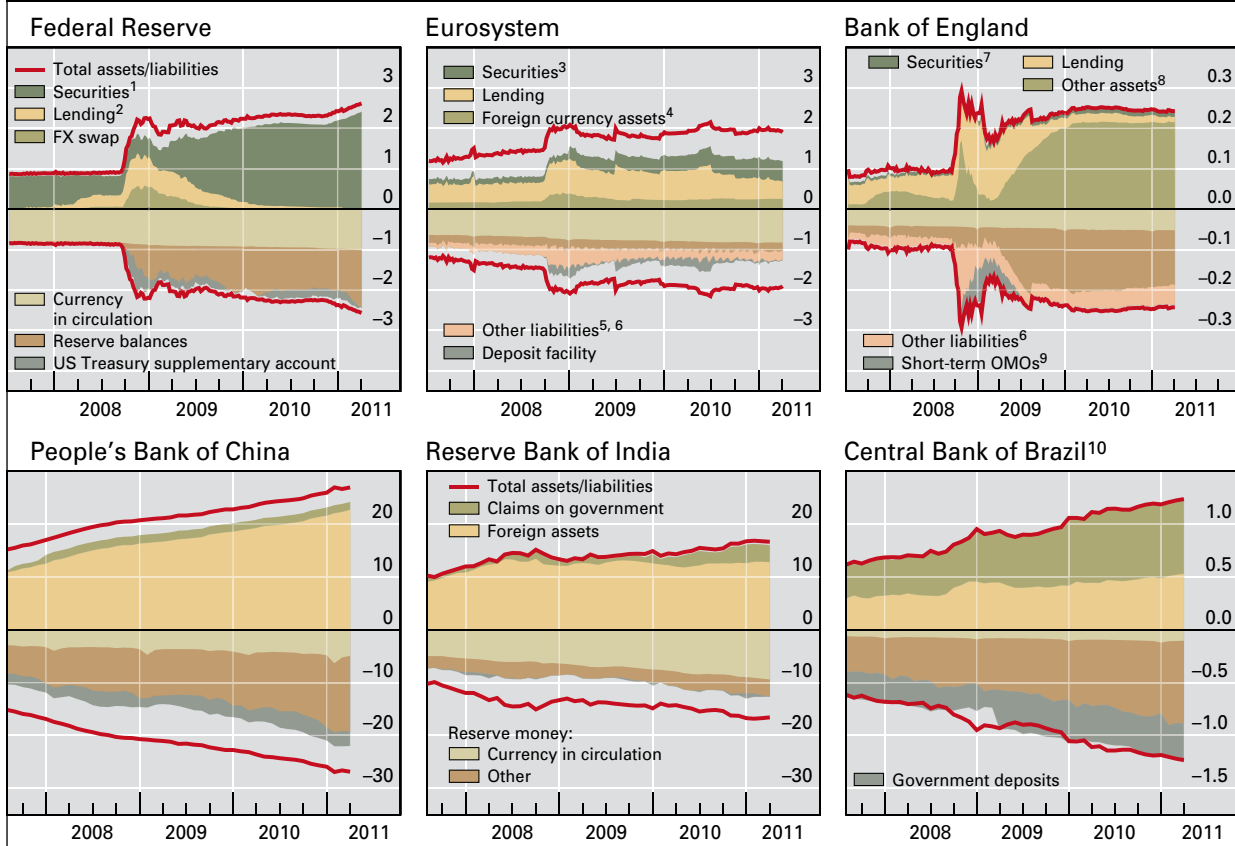 Federal Reserve
Total assets/liabilities
Securities1
Lending2
FX swap
3
2
1
0
–1
–2
–3
Currency
in circulation
Reserve balances
US Treasury supplementary account
2008 2009 2010 2011
Eurosystem
Securities3
Lending
Foreign currency assets4
3
2
1
0
–1
–2
–3
Other liabilities5, 6
Deposit facility
2008 2009 2010 2011
Bank of England
Securities7
Lending
Other assets8
0.3
0.2
0.1
0.0
–0.1
–0.2
–0.3
Other liabilities6
Short-term OMOs9
2008 2009 2010 2011
People’s Bank of China
20
10
0
–10
–20
–30
2008 2009 2010 2011
Reserve Bank of India
Total assets/liabilities
Claims on government
Foreign assets
20
10
0
–10
–20
–30
Reserve money:
Currency in circulation
Other
2008 2009 2010 2011
Central Bank of Brazil10
1.0
0.5
0.0
–0.5
–1.0
–1.5
Government deposits
2008 2009 2010 2011